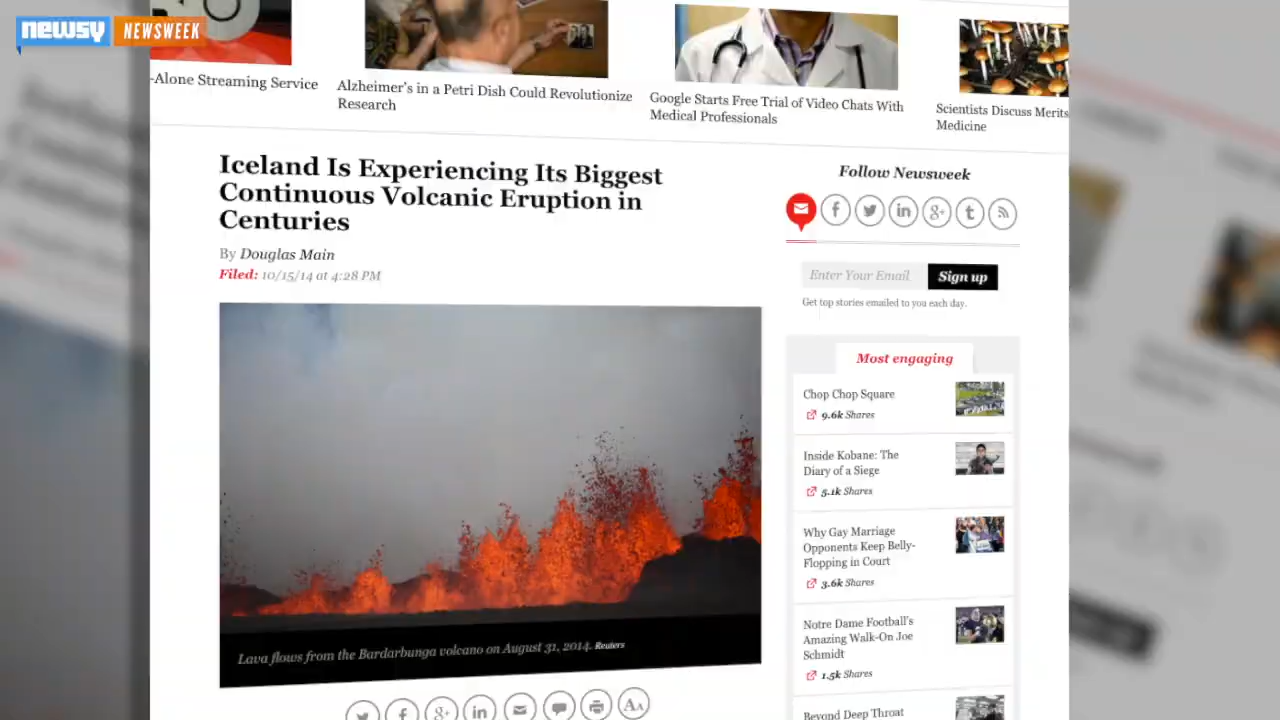 newsy NEWSWEEK
-Alone Streaming Service
Alzheimer's in a Petri Dish Could Revolutionize
Research
Google Starts Free Trial of Video Chats With
Medical Professionals
Scientists Discuss Merits
Medicine
Iceland Is Experiencing Its Biggest
Continuous Volcanic Eruption in
Centuries
By Douglas Main
Filed: 10/15/14 at 4:28 PM
Lava flows from the Bardarbunga volcano on August 31, 2014. Reuters
AA
Follow Newsweek
Enter Your Email Sign up
Get top stories emailed to you each day.
Most engaging
Chop Chop Square
9.6k Shares
Inside Kobane: The
Diary of a Siege
5.1k Shares
Why Gay Marriage
Opponents Keep Belly-
Flopping in Court
3.6k Shares
Notre Dame Football's
Amazing Walk-On Joe
Schmidt
1.5k Shares
Beyond Deep Throat